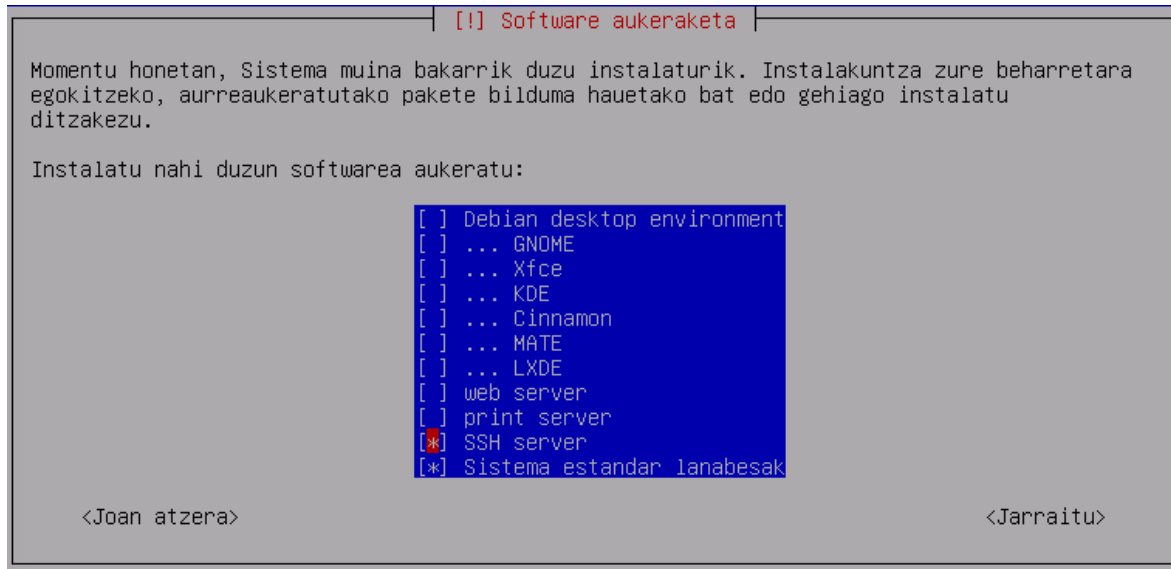 [!] Software aukeraketa
Momentu honetan, Sistema muina bakarrik duzu instalaturik. Instalakuntza zure beharretara
egokitzeko, aurreaukeratutako pakete bilduma hauetako bat edo gehiago instalatu
ditzakezu.
Instalatu nahi duzun softwarea aukeratu:
[ ] Debian desktop environment
[ ] ... GNOME
[ ] ... Xfce
[ ] ... KDE
[ ] ... Cinnamon
[ ] ... MATE
[ ] ... LXDE
[ ] web server
[ ] print server
[*] SSH server
[*] Sistema estandar lanabesak
<Joan atzera> <Jarraitu>